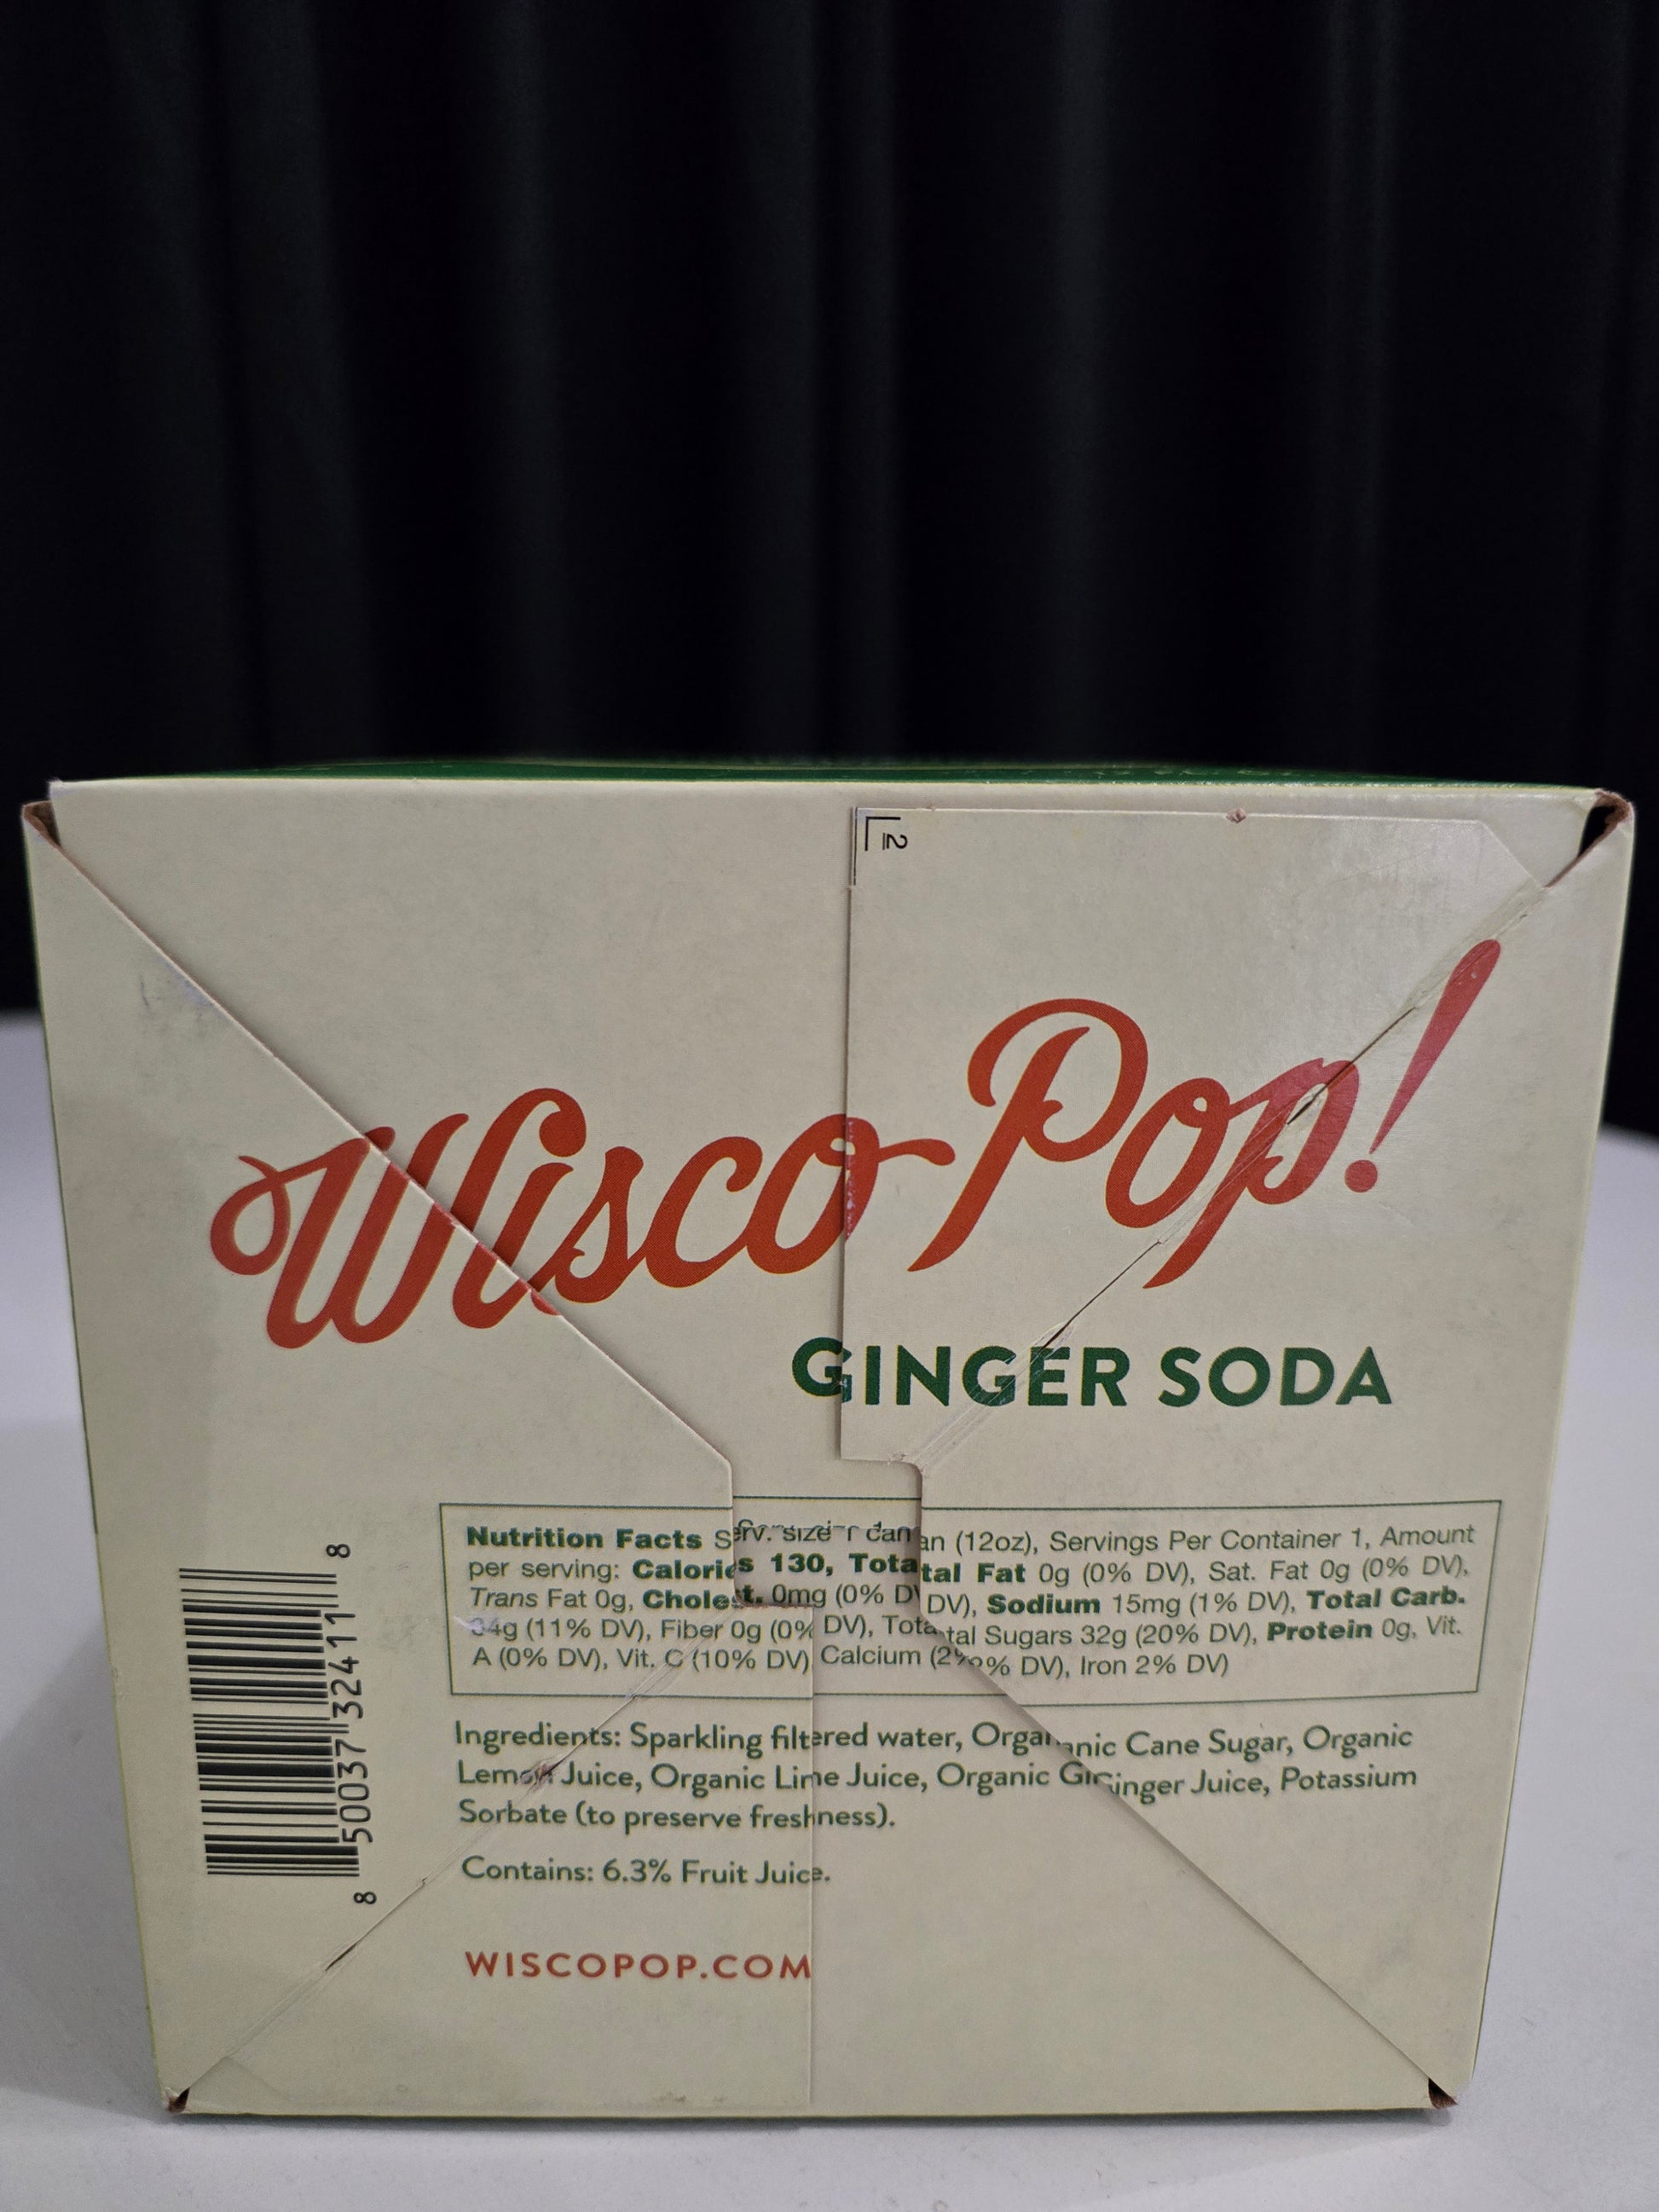 2
Wisco Pop!
GINGER SODA
Nutrition Facts Serv. size 1 can (12oz), Servings Per Container 1, Amount
per serving: Calories 130, Total Fat 0g (0% DV), Sat. Fat 0g (0% DV),
Trans Fat 0g, Cholest. 0mg (0% DV), Sodium 15mg (1% DV), Total Carb.
34g (11% DV), Fiber 0g (0% DV), Total Sugars 32g (20% DV), Protein 0g, Vit.
A (0% DV), Vit. C (10% DV) Calcium (2% DV), Iron 2% DV)
Ingredients: Sparkling filtered water, Organic Cane Sugar, Organic
Lemon Juice, Organic Lime Juice, Organic Ginger Juice, Potassium
Sorbate (to preserve freshness).
Contains: 6.3% Fruit Juice.
WISCOPOP.COM
8 50037 32411 8